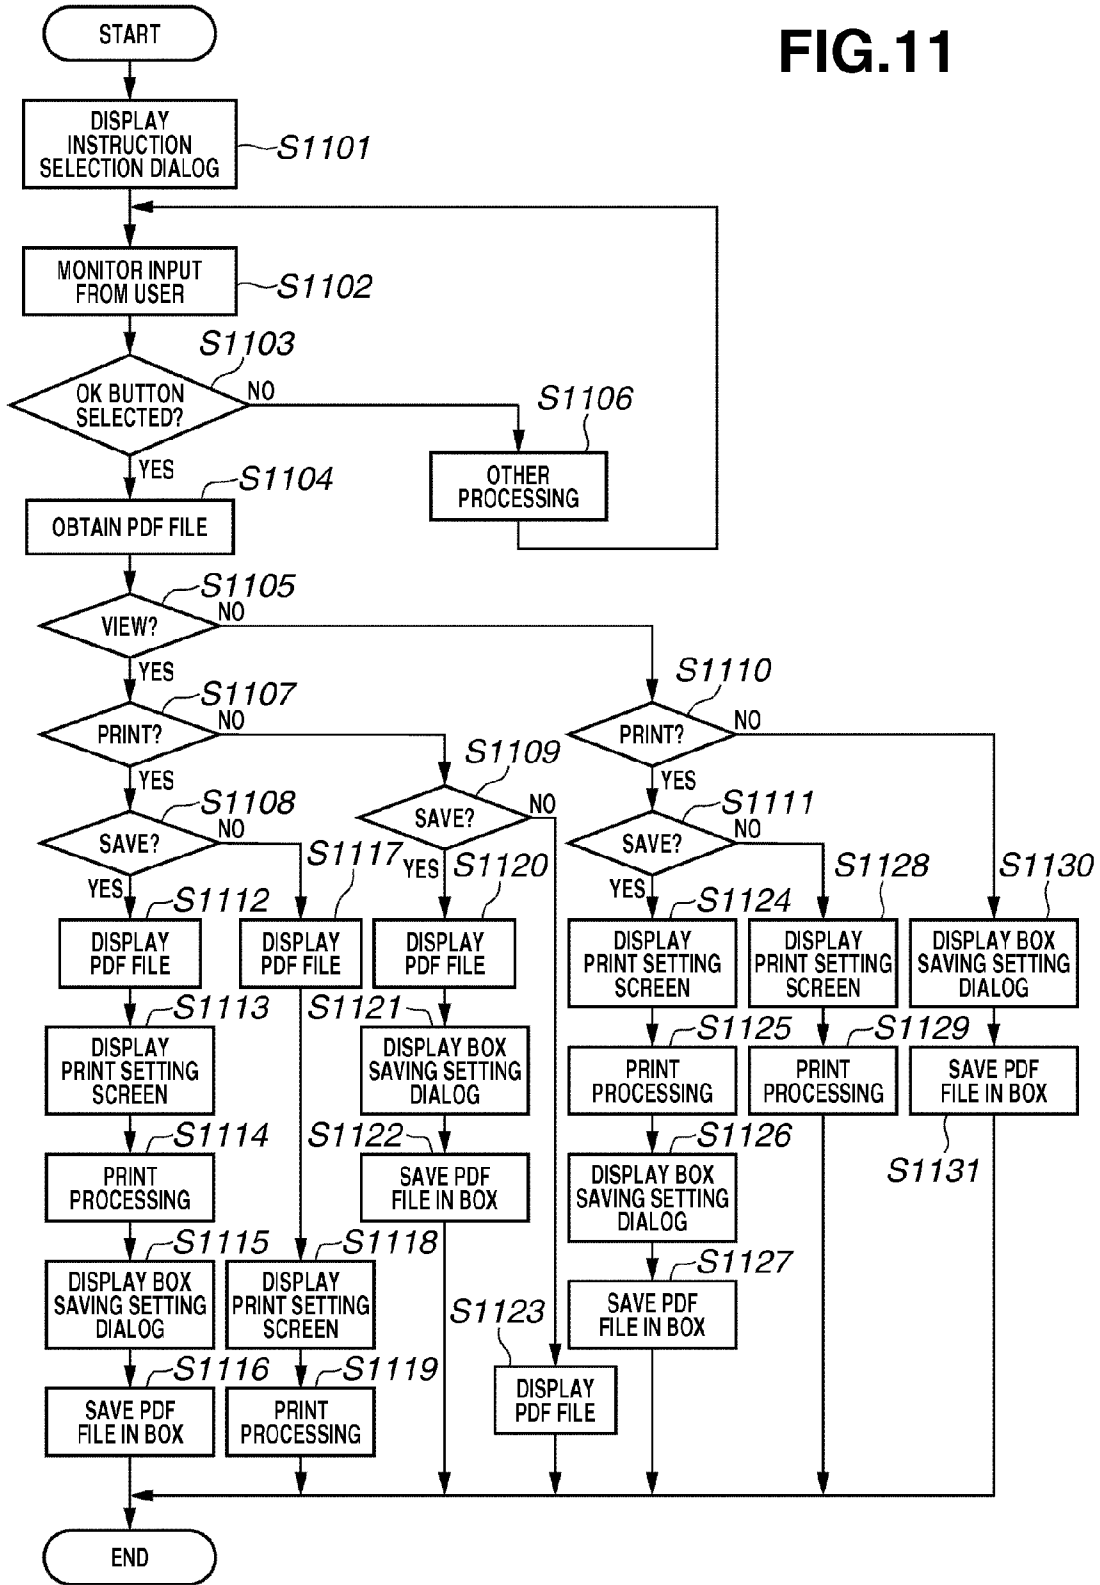 START
FIG.11
DISPLAY
INSTRUCTION
SELECTION DIALOG
S1101
MONITOR INPUT
FROM USER
S1102
S1103
OK BUTTON
SELECTED?
NO
YES
S1106
OTHER
PROCESSING
S1104
OBTAIN PDF FILE
S1105
VIEW?
NO
YES
S1107
PRINT?
NO
YES
S1110
PRINT?
NO
YES
S1109
SAVE?
NO
YES
S1108
SAVE?
NO
YES
S1111
SAVE?
NO
YES
S1112
DISPLAY
PDF FILE
S1113
DISPLAY
PRINT SETTING
SCREEN
S1114
PRINT
PROCESSING
S1115
DISPLAY BOX
SAVING SETTING
DIALOG
S1116
SAVE PDF
FILE IN BOX
S1117
DISPLAY
PDF FILE
S1118
DISPLAY
PRINT SETTING
SCREEN
S1119
PRINT
PROCESSING
S1120
DISPLAY
PDF FILE
S1121
DISPLAY BOX
SAVING SETTING
DIALOG
S1122
SAVE PDF
FILE IN BOX
S1123
DISPLAY
PDF FILE
S1124
DISPLAY
PRINT SETTING
SCREEN
S1125
PRINT
PROCESSING
S1126
DISPLAY BOX
SAVING SETTING
DIALOG
S1127
SAVE PDF
FILE IN BOX
S1128
DISPLAY
PRINT SETTING
SCREEN
S1129
PRINT
PROCESSING
S1130
DISPLAY BOX
SAVING SETTING
DIALOG
SAVE PDF
FILE IN BOX
S1131
END